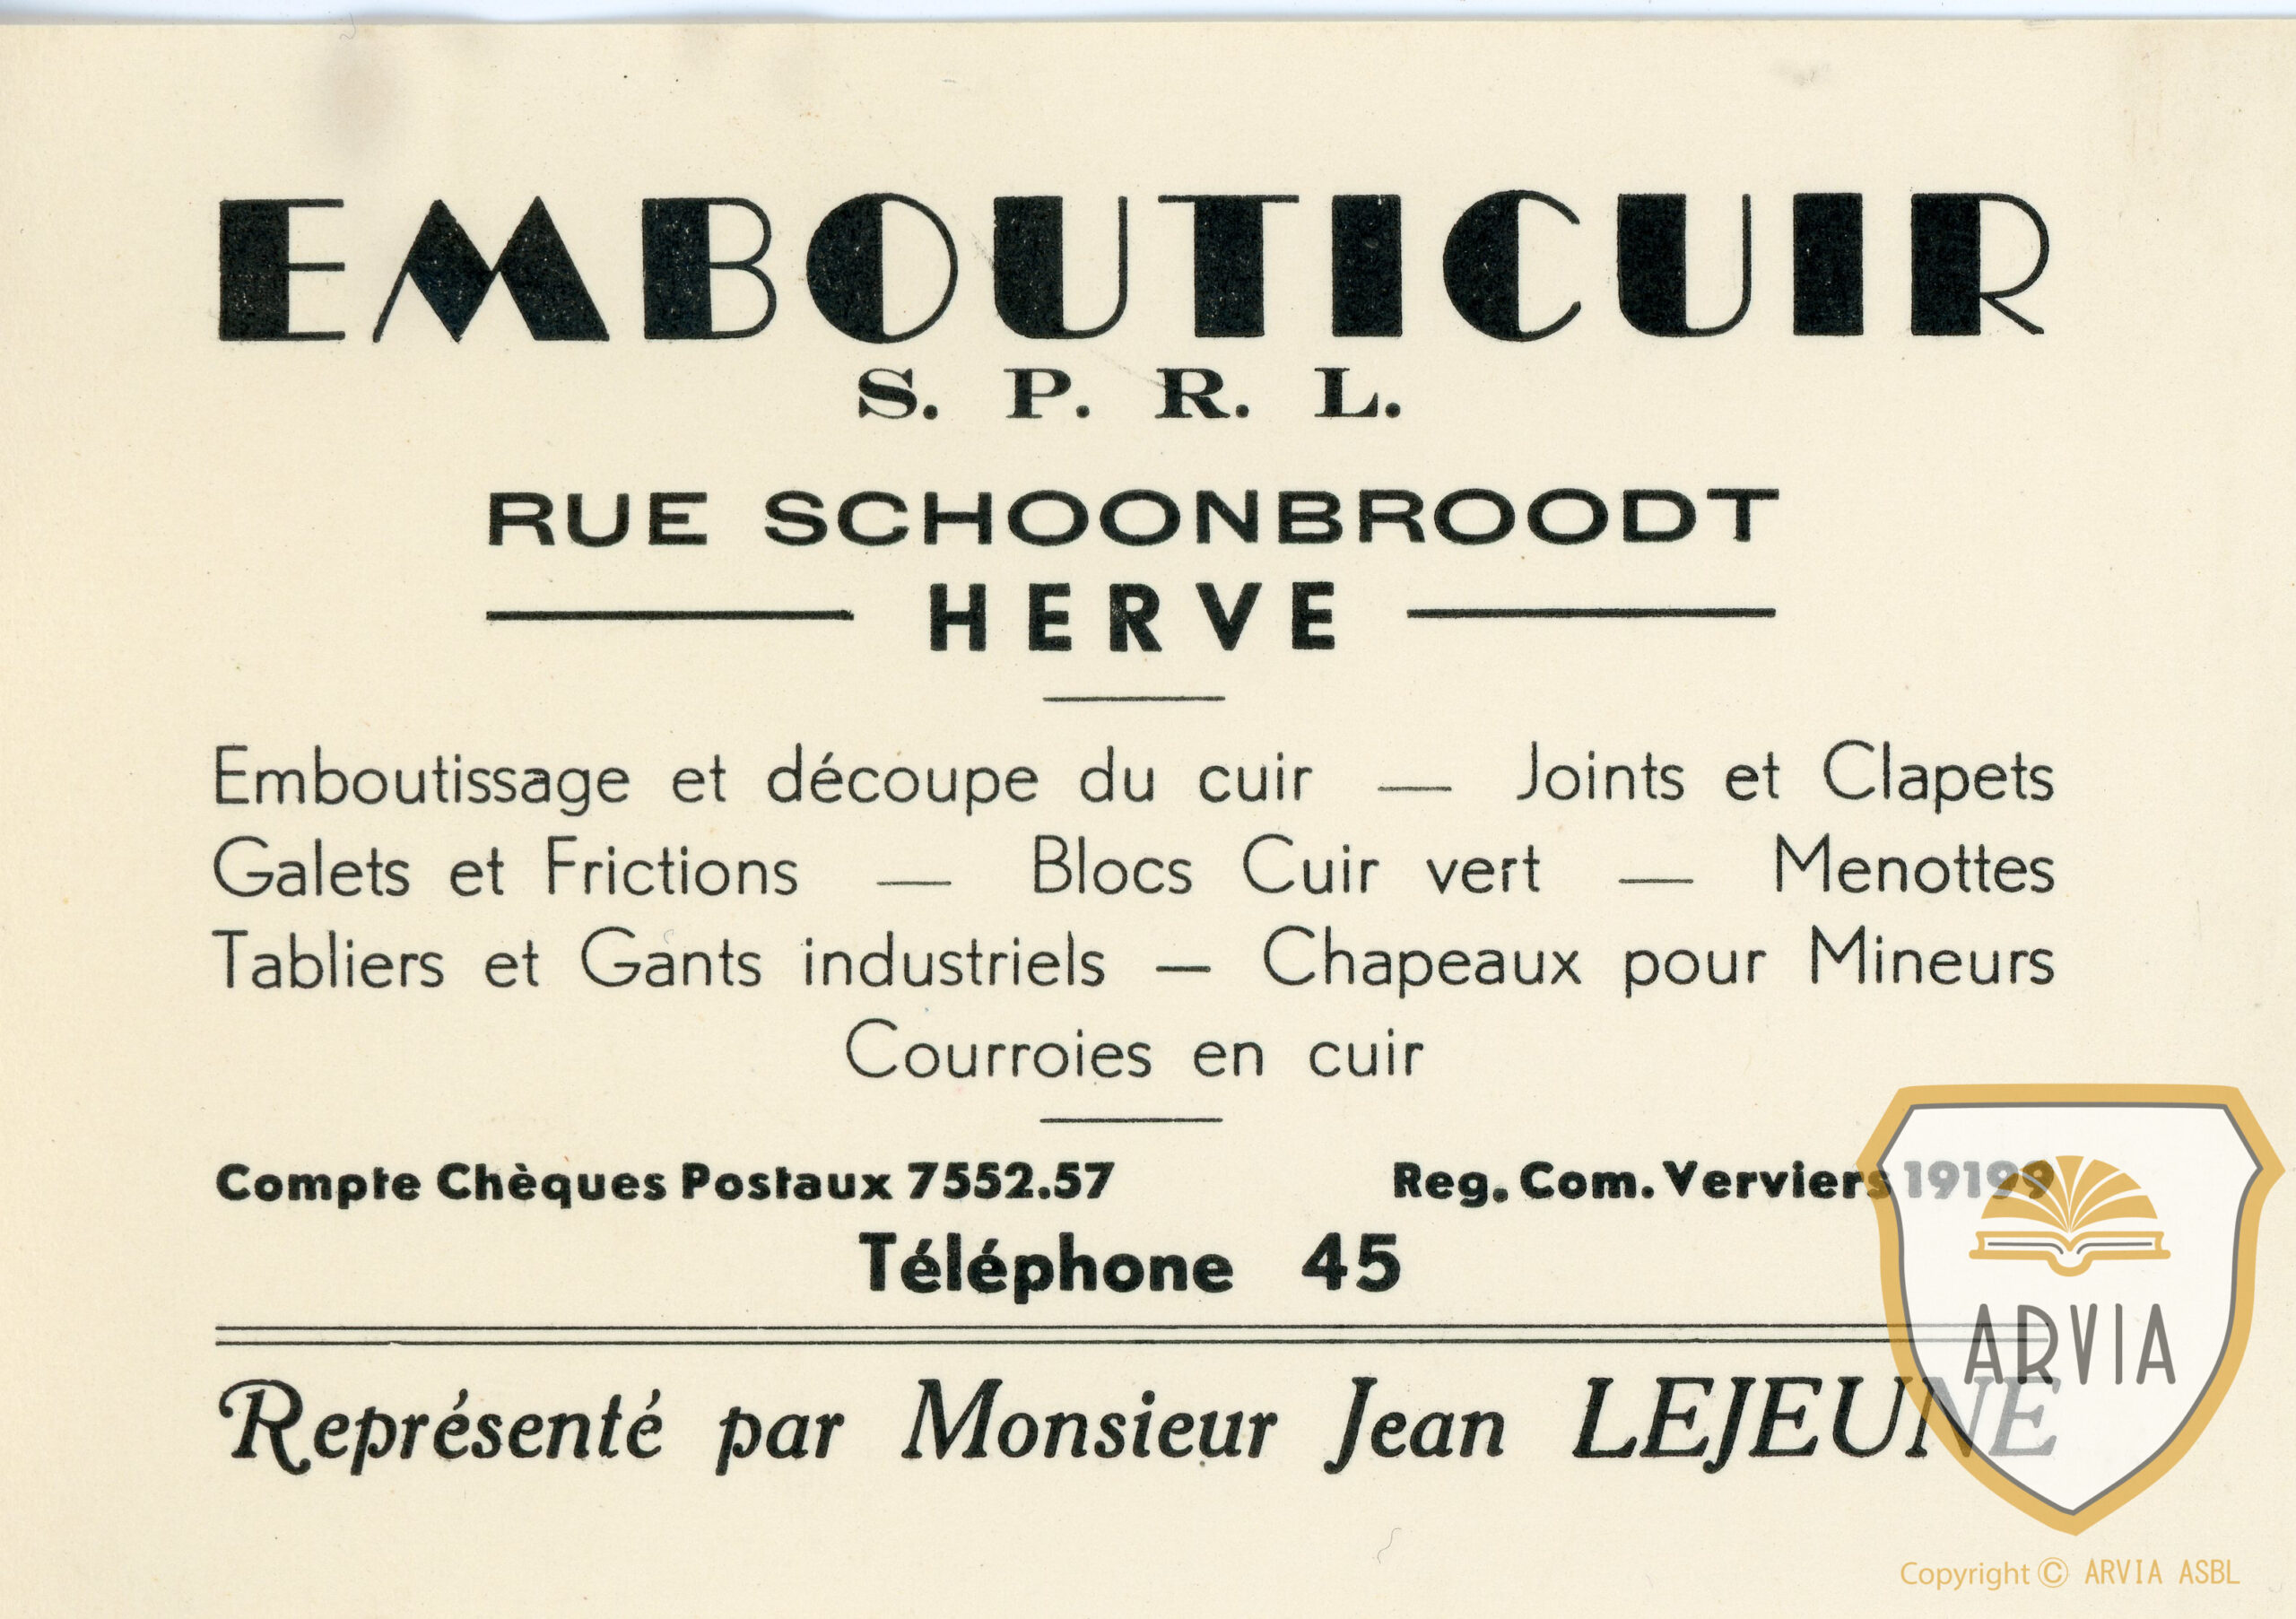 EMBOUTICUIR
S. P. R. L.
RUE SCHOONBROODT
HERVE
Emboutissage et découpe du cuir — Joints et Clapets
Galets et Frictions — Blocs Cuir vert — Menottes
Tabliers et Gants industriels — Chapeaux pour Mineurs
Courroies en cuir
Compte Chèques Postaux 7552.57 Reg. Com. Verviers 19199
Téléphone 45
Représenté par Monsieur Jean LEJEUNE
ARVIA
Copyright © ARVIA ASBL